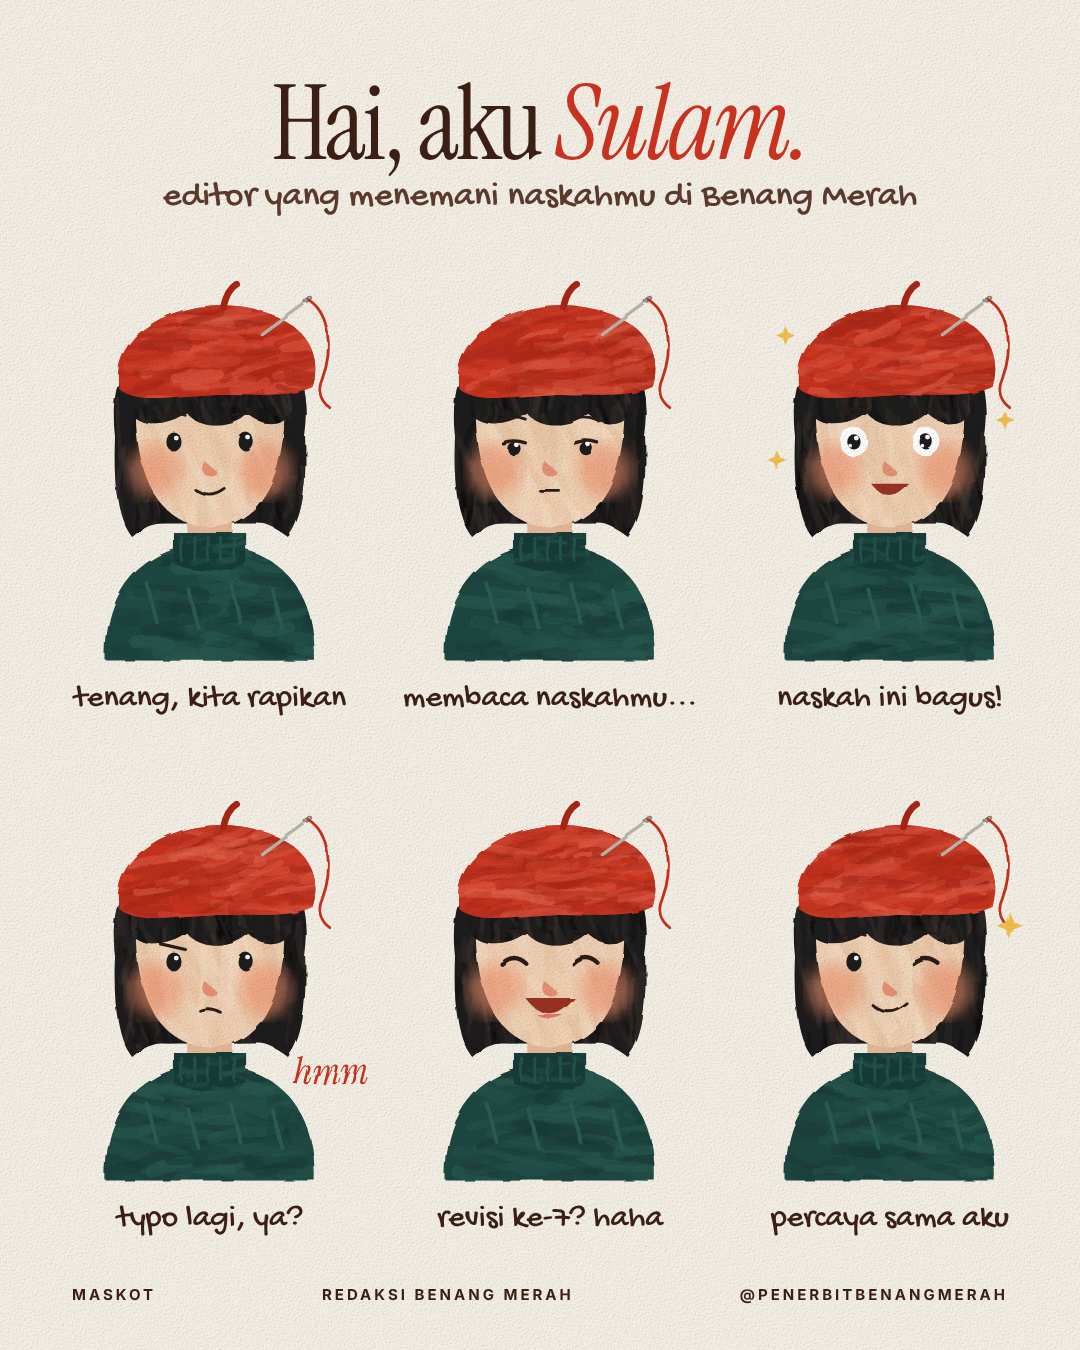 Hai, aku Sulam.
editor yang menemani naskahmu di Benang Merah
tenang, kita rapikan
membaca naskahmu...
naskah ini bagus!
hmm
typo lagi, ya?
revisi ke-7? haha
percaya sama aku
MASKOT
REDAKSI BENANG MERAH
@PENERBITBENANGMERAH